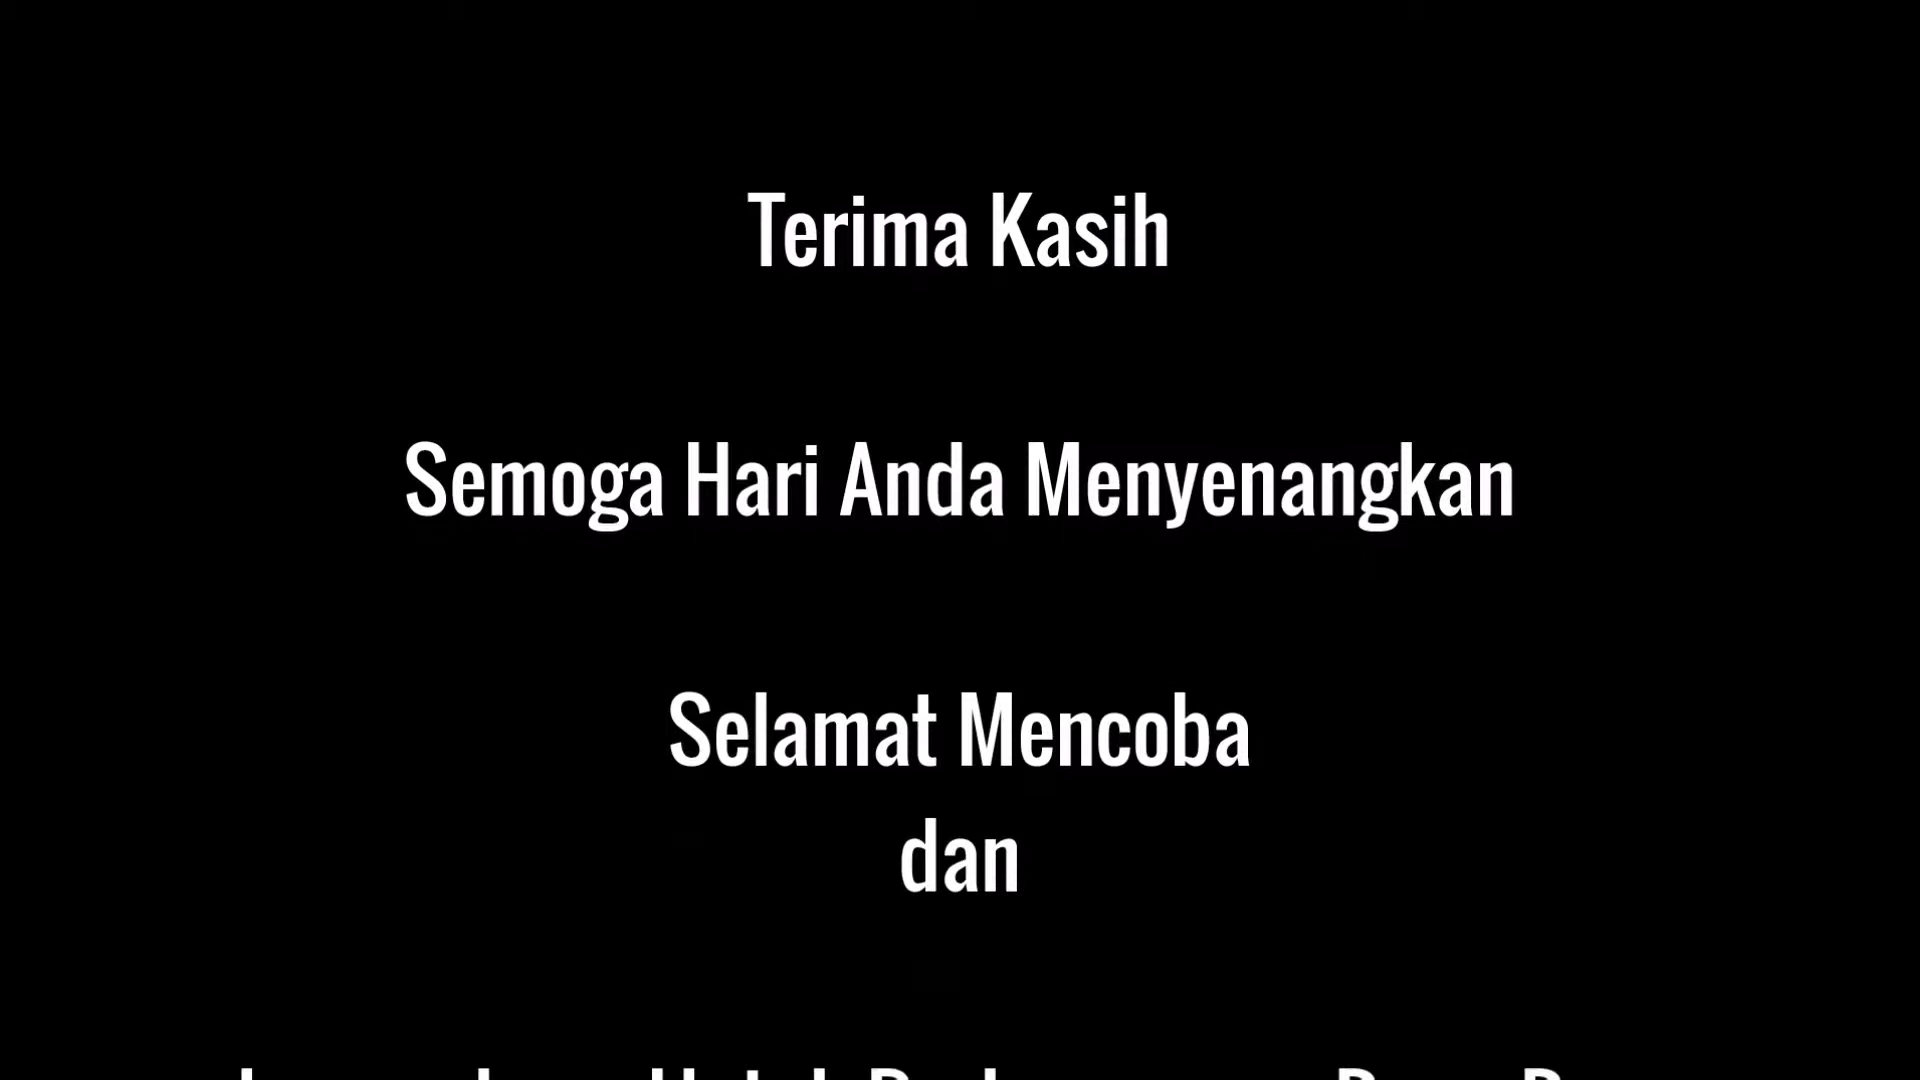 Terima Kasih
Semoga Hari Anda Menyenangkan
Selamat Mencoba
dan